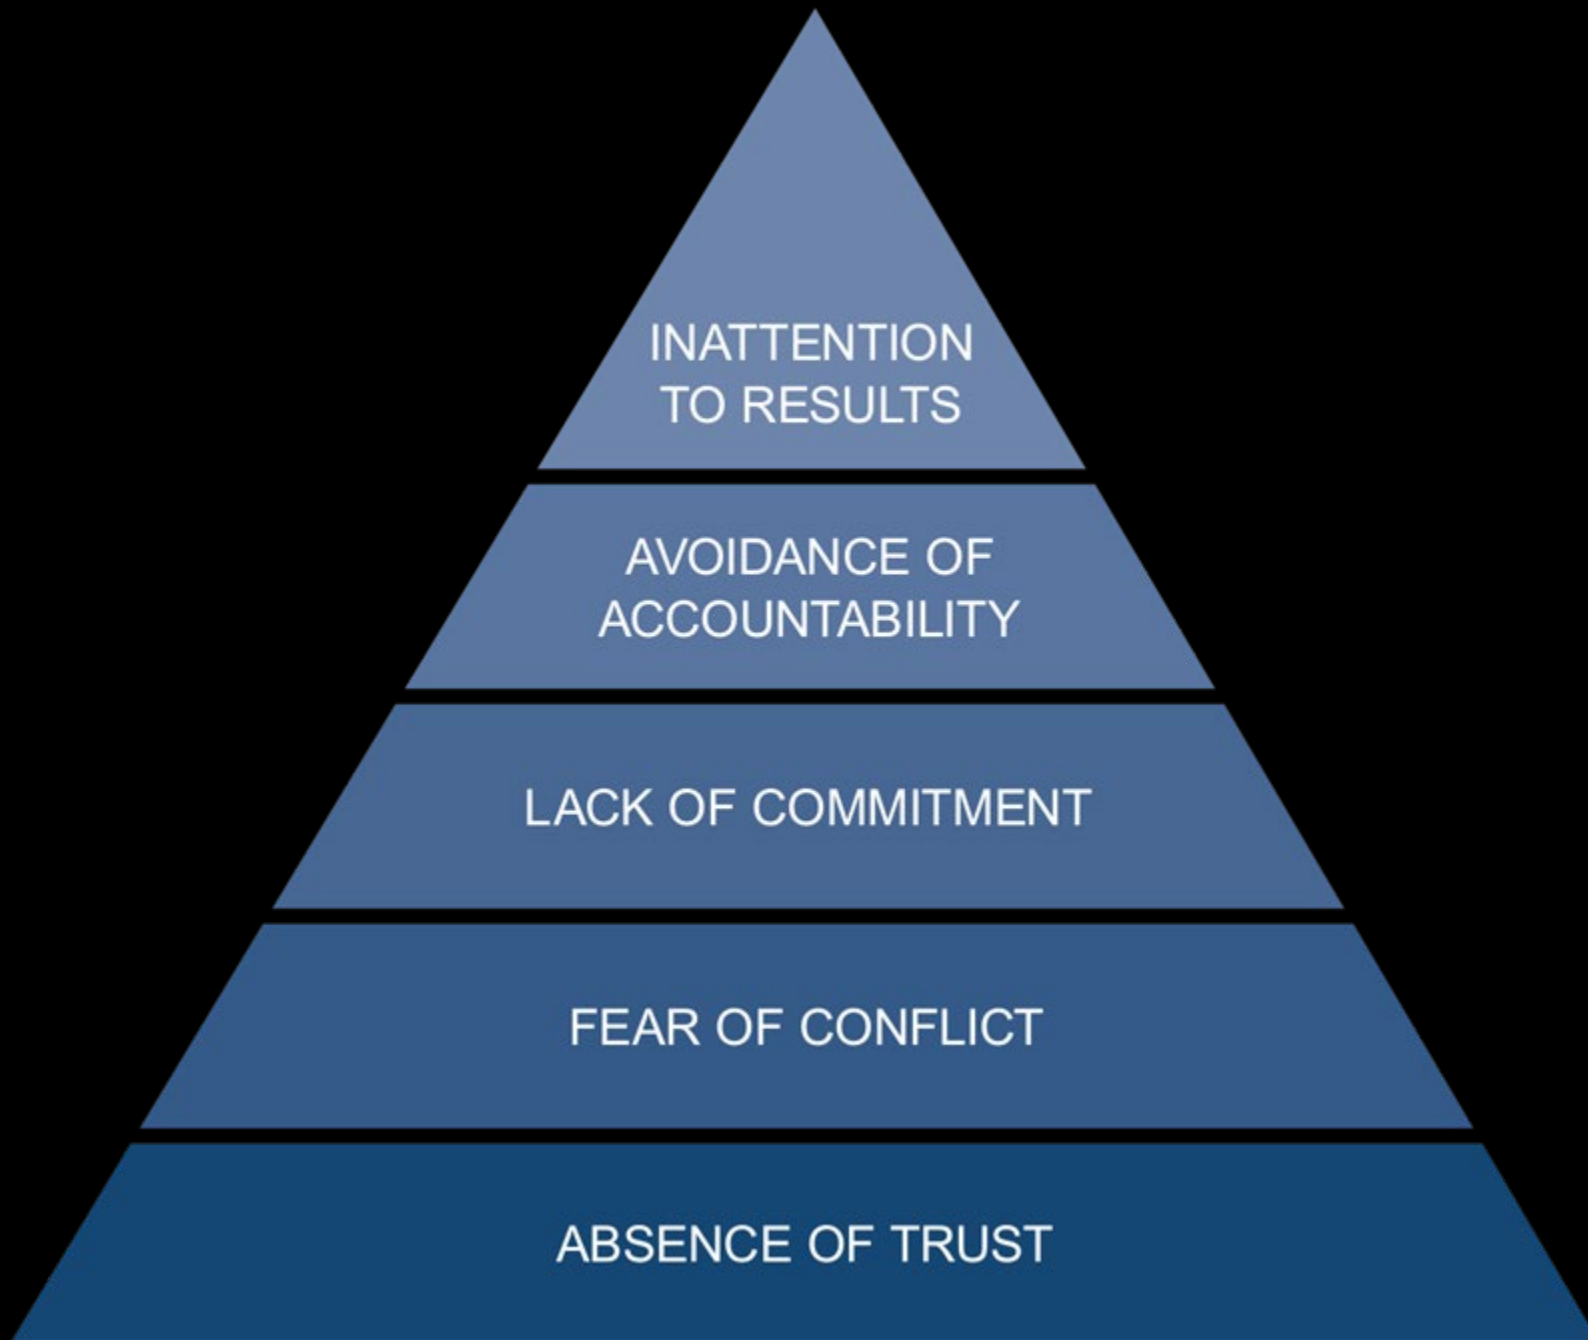 INATTENTION
TO RESULTS
AVOIDANCE OF
ACCOUNTABILITY
LACK OF COMMITMENT
FEAR OF CONFLICT
ABSENCE OF TRUST